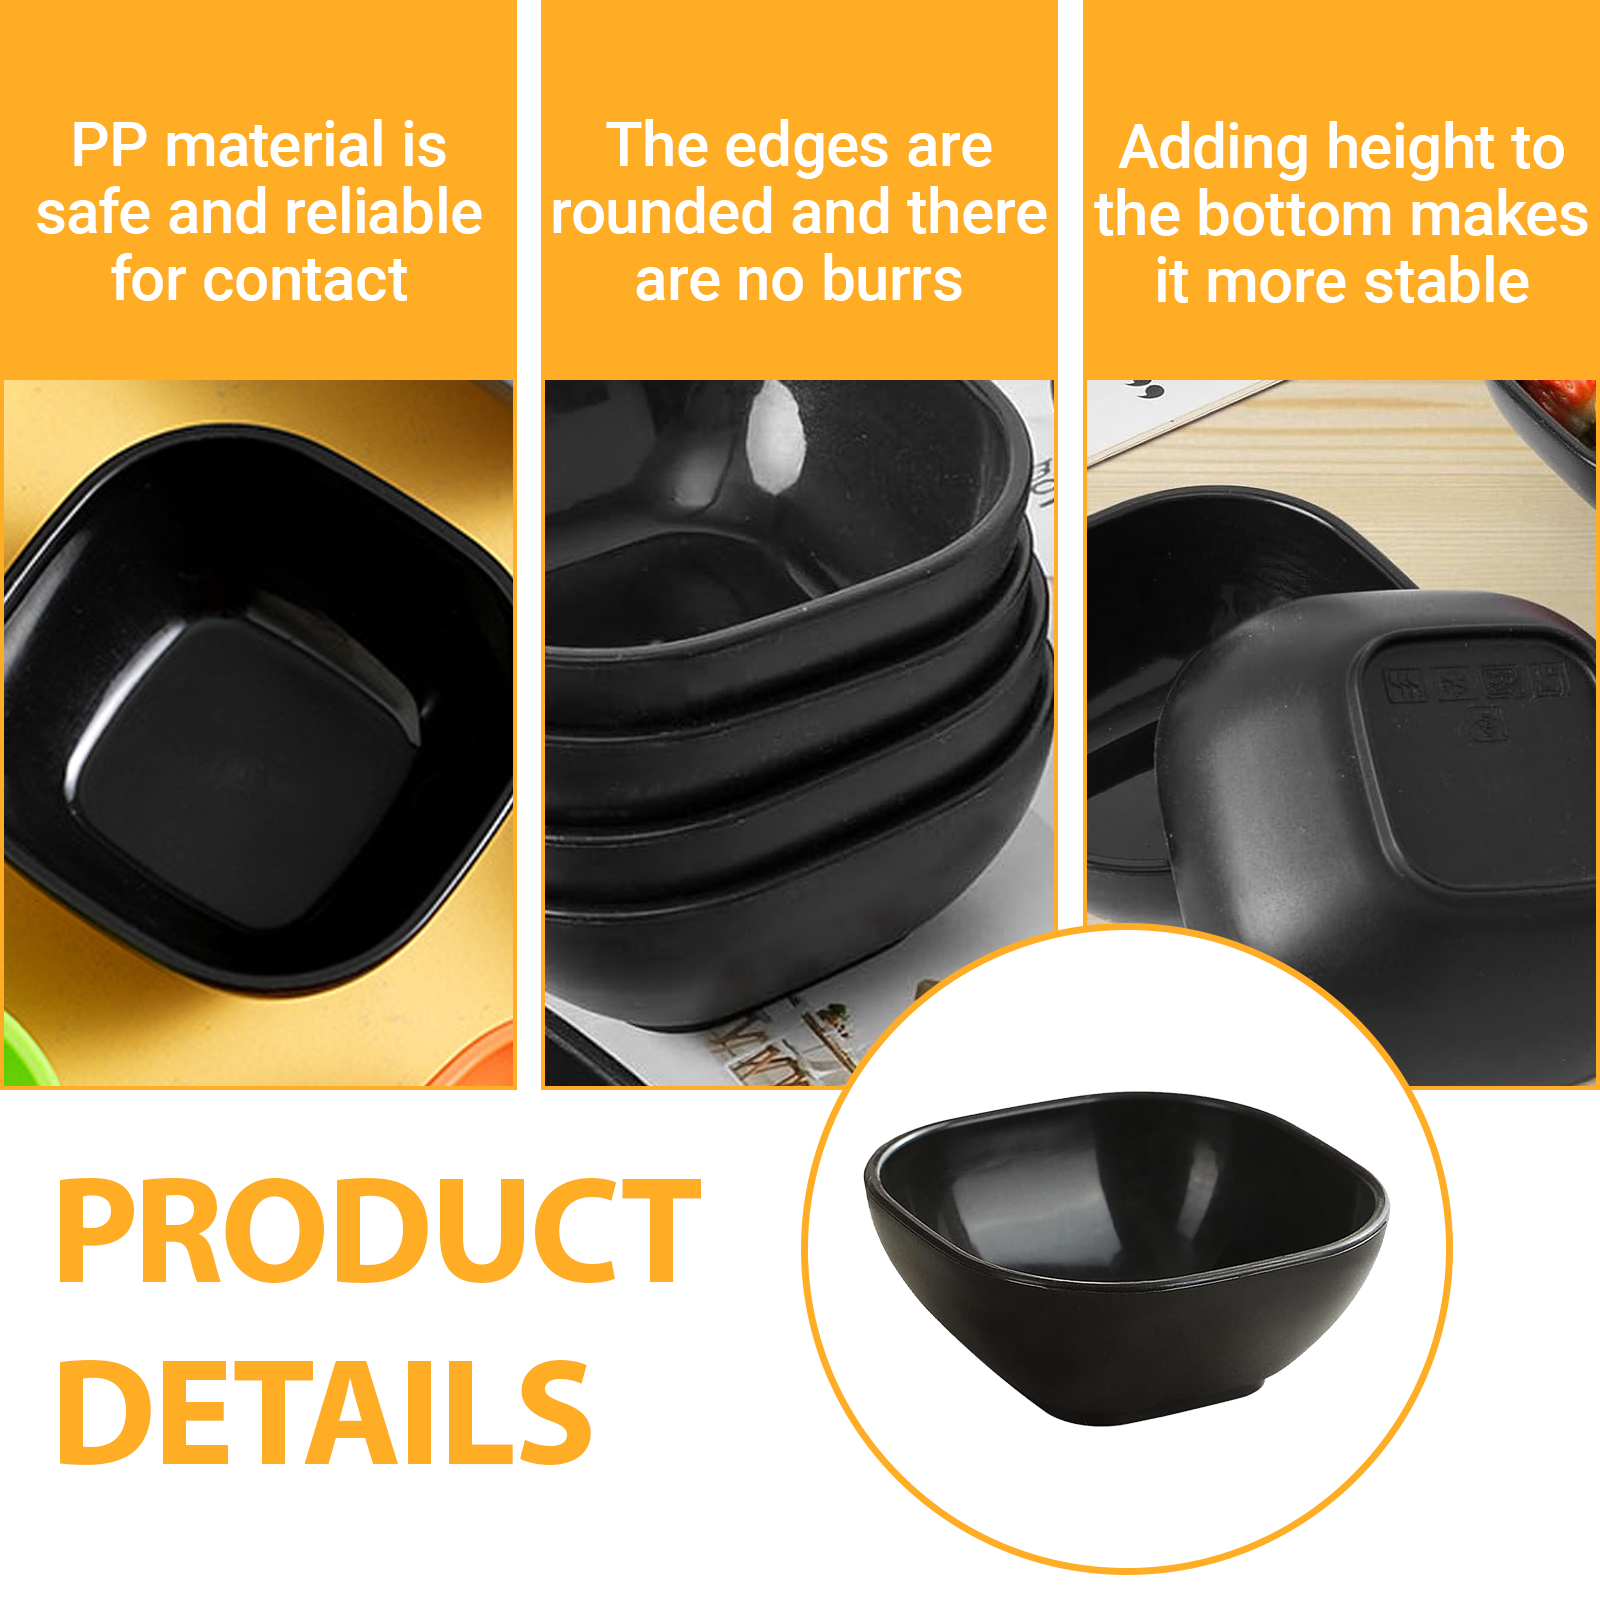 PP material is
safe and reliable
for contact
The edges are
rounded and there
are no burrs
Adding height to
the bottom makes
it more stable
PRODUCT
DETAILS